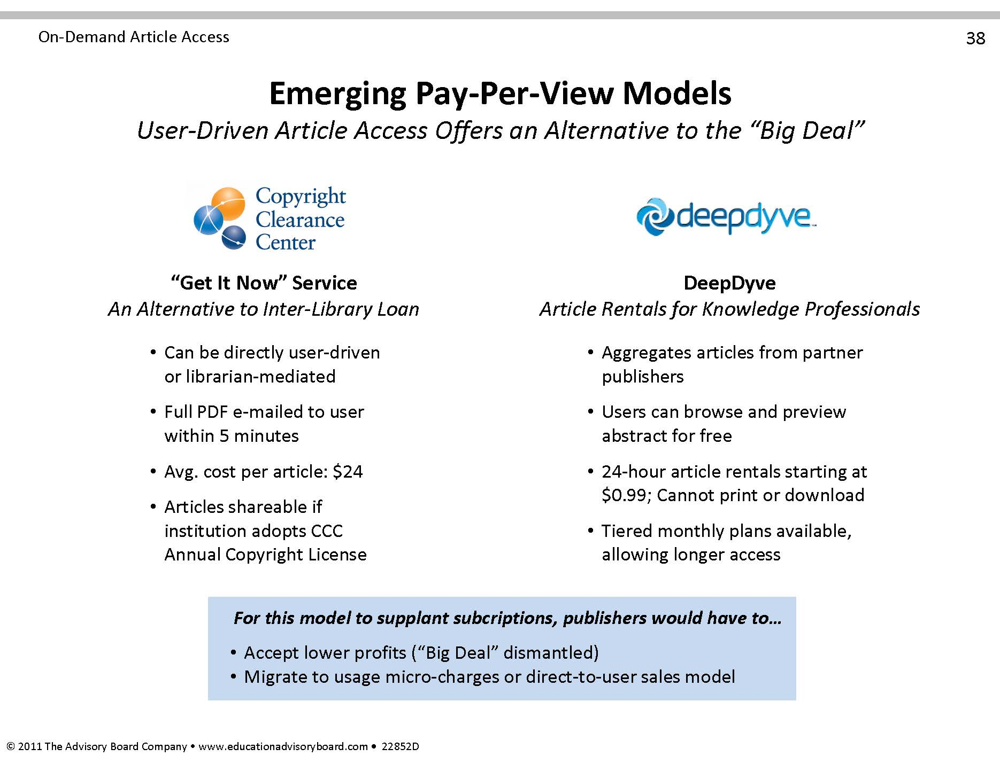 On-Demand Article Access
38
Emerging Pay-Per-View Models
User-Driven Article Access Offers an Alternative to the “Big Deal”
Copyright
Clearance
Center
“Get It Now” Service
An Alternative to Inter-Library Loan
• Can be directly user-driven
or librarian-mediated
• Full PDF e-mailed to user
within 5 minutes
• Avg. cost per article: $24
• Articles shareable if
institution adopts CCC
Annual Copyright License
deepdyve™
DeepDyve
Article Rentals for Knowledge Professionals
• Aggregates articles from partner
publishers
• Users can browse and preview
abstract for free
• 24-hour article rentals starting at
$0.99; Cannot print or download
• Tiered monthly plans available,
allowing longer access
For this model to supplant subcriptions, publishers would have to…
• Accept lower profits (“Big Deal” dismantled)
• Migrate to usage micro-charges or direct-to-user sales model
© 2011 The Advisory Board Company • www.educationadvisoryboard.com • 22852D